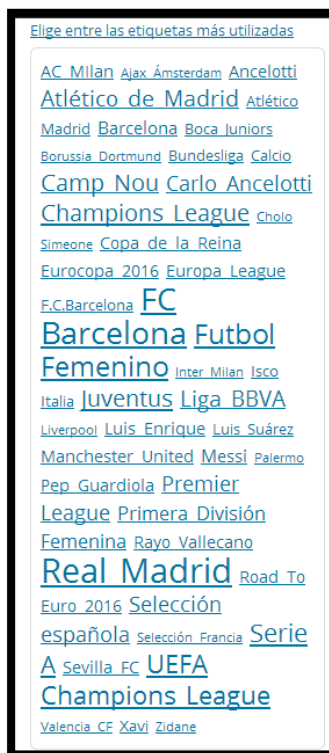 Elige entre las etiquetas más utilizadas
AC MIlan Ajax Ámsterdam Ancelotti
Atlético de Madrid Atlético
Madrid Barcelona Boca Juniors
Borussia Dortmund Bundesliga Calcio
Camp Nou Carlo Ancelotti
Champions League Cholo
Simeone Copa de la Reina
Eurocopa 2016 Europa League
F.C.Barcelona FC
Barcelona Futbol
Femenino Inter Milan Isco
Italia Juventus Liga BBVA
Liverpool Luis Enrique Luis Suárez
Manchester United Messi Palermo
Pep Guardiola Premier
League Primera División
Femenina Rayo Vallecano
Real Madrid Road To
Euro 2016 Selección
española Selección Francia Serie
A Sevilla FC UEFA
Champions League
Valencia CF Xavi Zidane